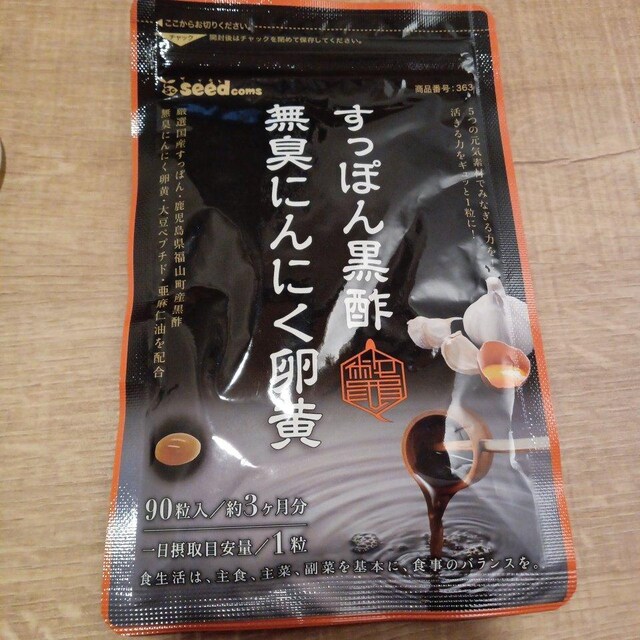 ここからお切りください。
チャック
開封後はチャックを閉めて保存してください。
seedcoms
商品番号:363
5つの元気素材でみなぎる力を
活きる力をギュッと1粒に!
すっぽん黒酢
無臭にんにく卵黄
厳選国産すっぽん・鹿児島県福山町産黒酢
無臭にんにく卵黄・大豆ペプチド・亜麻仁油を配合
90粒入/約3ヶ月分
一日摂取目安量/1粒
食生活は、主食、主菜、副菜を基本に、食事のバランスを。